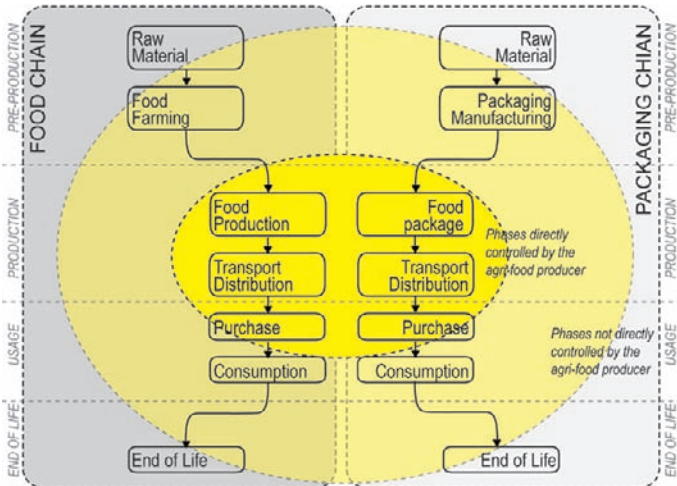 FOOD CHAIN
PACKAGING CHIAN
PRE-PRODUCTION
PRODUCTION
USAGE
END OF LIFE
Raw
Material
Food
Farming
Food
Production
Transport
Distribution
Purchase
Consumption
End of Life
Raw
Material
Packaging
Manufacturing
Food
package
Transport
Distribution
Purchase
Consumption
End of Life
Phases directly
controlled by the
agri-food producer
Phases not directly
controlled by the
agri-food producer
PRE-PRODUCTION
PRODUCTION
USAGE
END OF LIFE